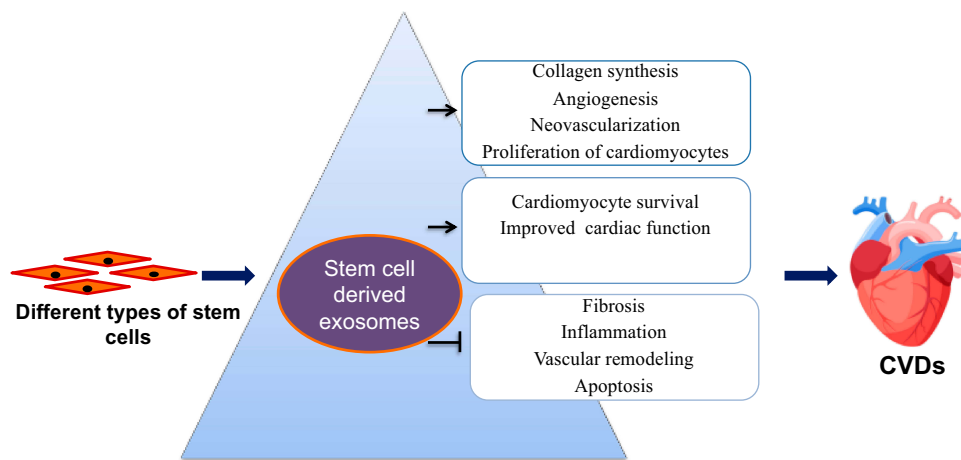 Different types of stem
cells
Stem cell
derived
exosomes
Collagen synthesis
Angiogenesis
Neovascularization
Proliferation of cardiomyocytes
Cardiomyocyte survival
Improved cardiac function
Fibrosis
Inflammation
Vascular remodeling
Apoptosis
CVDs